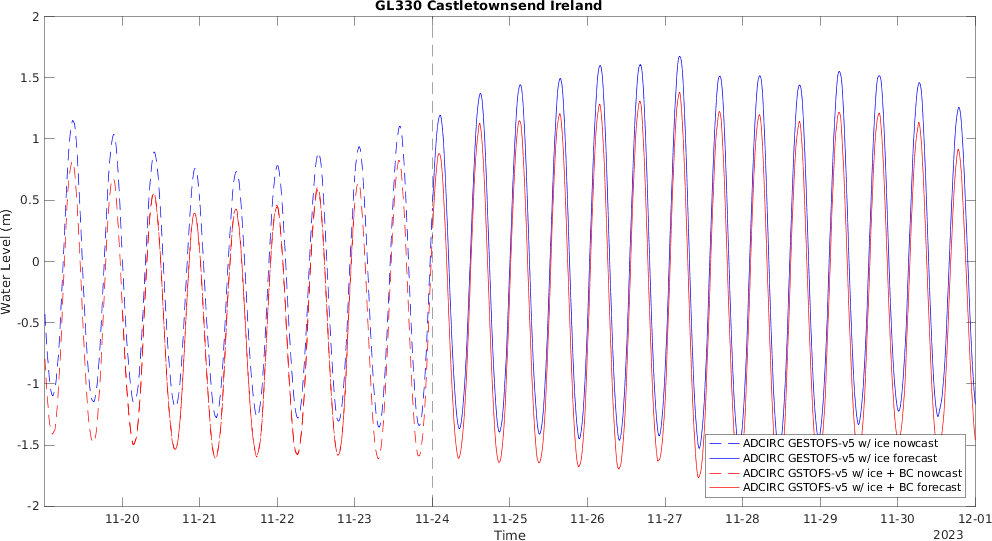 GL330 Castletownsend Ireland
Water Level (m)
2
1.5
1
0.5
0
-0.5
-1
-1.5
-2
ADCIRC GESTOFS-v5 w/ ice nowcast
ADCIRC GESTOFS-v5 w/ ice forecast
ADCIRC GSTOFS-v5 w/ ice + BC nowcast
ADCIRC GSTOFS-v5 w/ ice + BC forecast
11-20 11-21 11-22 11-23 11-24 11-25 11-26 11-27 11-28 11-29 11-30 12-01
Time
2023